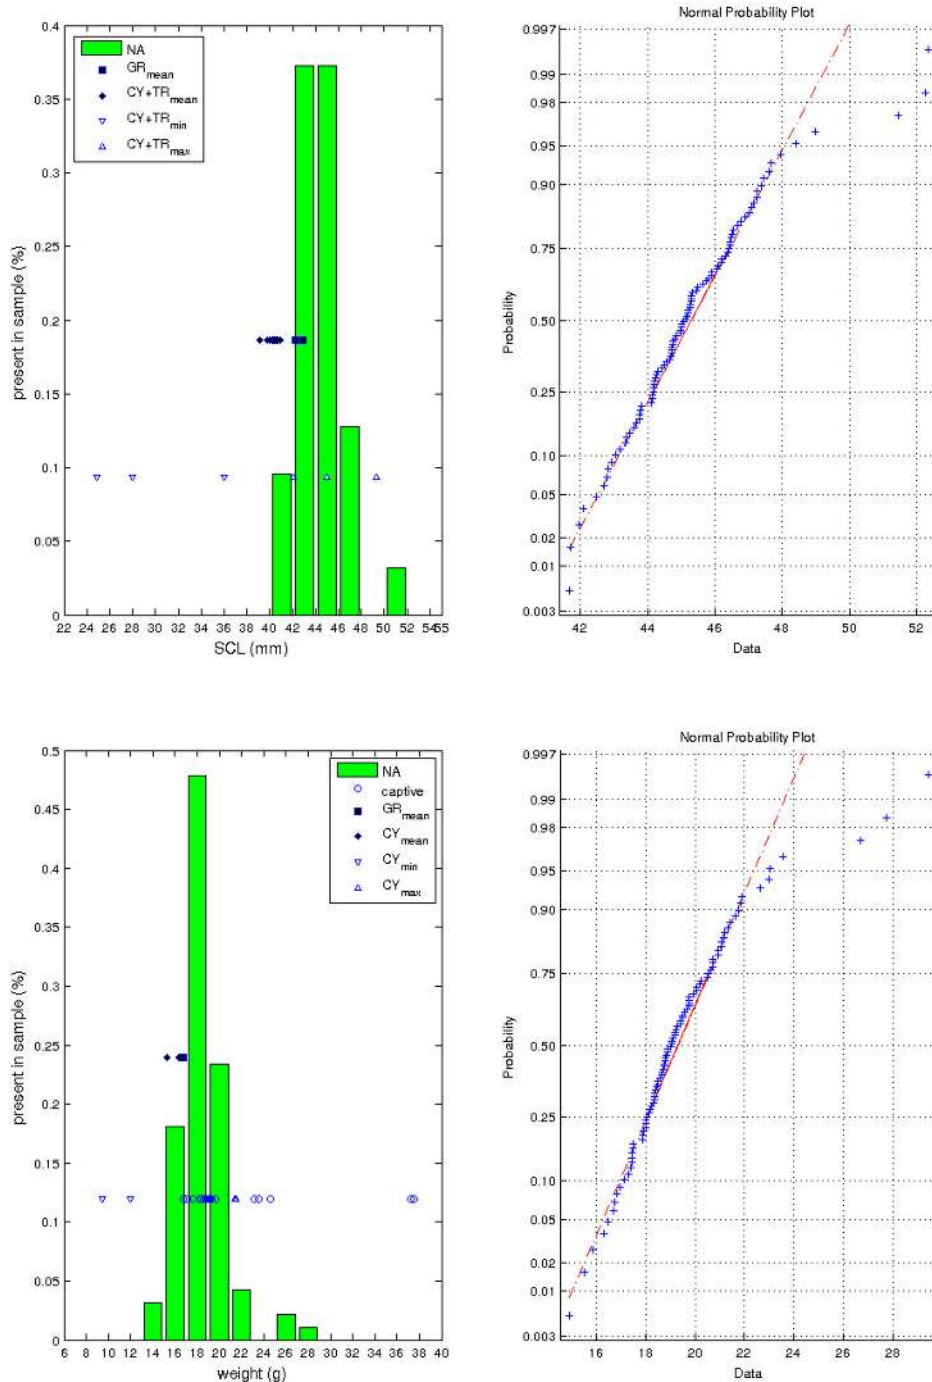 0.4
0.35
0.3
0.25
0.2
0.15
0.1
0.05
0
present in sample (%)
NA
GRmean
CY+TRmean
CY+TRmin
CY+TRmax
22 24 26 28 30 32 34 36 38 40 42 44 46 48 50 52 5455
SCL (mm)
Normal Probability Plot
0.997
0.99
0.98
0.95
0.90
0.75
0.50
0.25
0.10
0.05
0.02
0.01
0.003
Probability
42 44 46 48 50 52
Data
0.5
0.45
0.4
0.35
0.3
0.25
0.2
0.15
0.1
0.05
0
present in sample (%)
NA
captive
GRmean
CYmean
CYmin
CYmax
6 8 10 12 14 16 18 20 22 24 26 28 30 32 34 36 38 40
weight (g)
Normal Probability Plot
0.997
0.99
0.98
0.95
0.90
0.75
0.50
0.25
0.10
0.05
0.02
0.01
0.003
Probability
16 18 20 22 24 26 28
Data